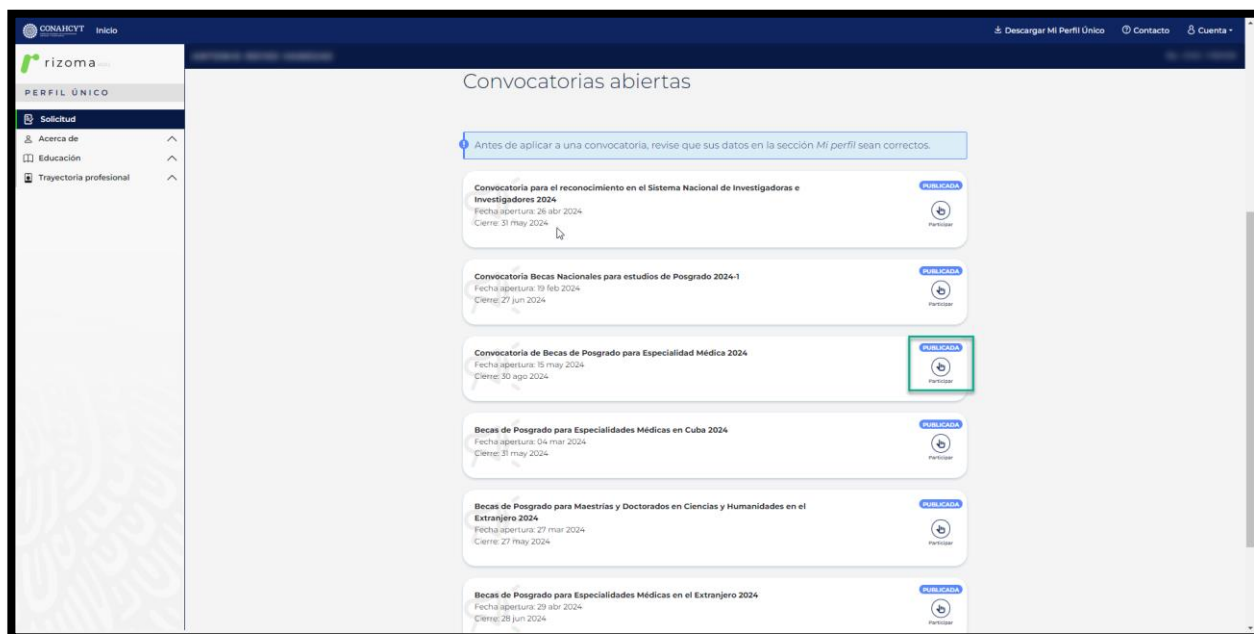 CONAHCYT Inicio
Descargar Mi Perfil Único Contacto Cuenta
rizoma
PERFIL ÚNICO
Solicitud
Acerca de
Educación
Trayectoria profesional
Convocatorias abiertas
Antes de aplicar a una convocatoria, revise que sus datos en la sección Mi perfil sean correctos.
Convocatoria para el reconocimiento en el Sistema Nacional de Investigadoras e
Investigadores 2024
Fecha apertura: 26 abr 2024
Cierre: 31 may 2024
PUBLICADA
Participar
Convocatoria Becas Nacionales para estudios de Posgrado 2024-1
Fecha apertura: 19 feb 2024
Cierre: 27 jun 2024
PUBLICADA
Participar
Convocatoria de Becas de Posgrado para Especialidad Médica 2024
Fecha apertura: 15 may 2024
Cierre: 30 ago 2024
PUBLICADA
Participar
Becas de Posgrado para Especialidades Médicas en Cuba 2024
Fecha apertura: 04 mar 2024
Cierre: 31 may 2024
PUBLICADA
Participar
Becas de Posgrado para Maestrías y Doctorados en Ciencias y Humanidades en el
Extranjero 2024
Fecha apertura: 27 mar 2024
Cierre: 27 may 2024
PUBLICADA
Participar
Becas de Posgrado para Especialidades Médicas en el Extranjero 2024
Fecha apertura: 29 abr 2024
Cierre: 28 jun 2024
PUBLICADA
Participar